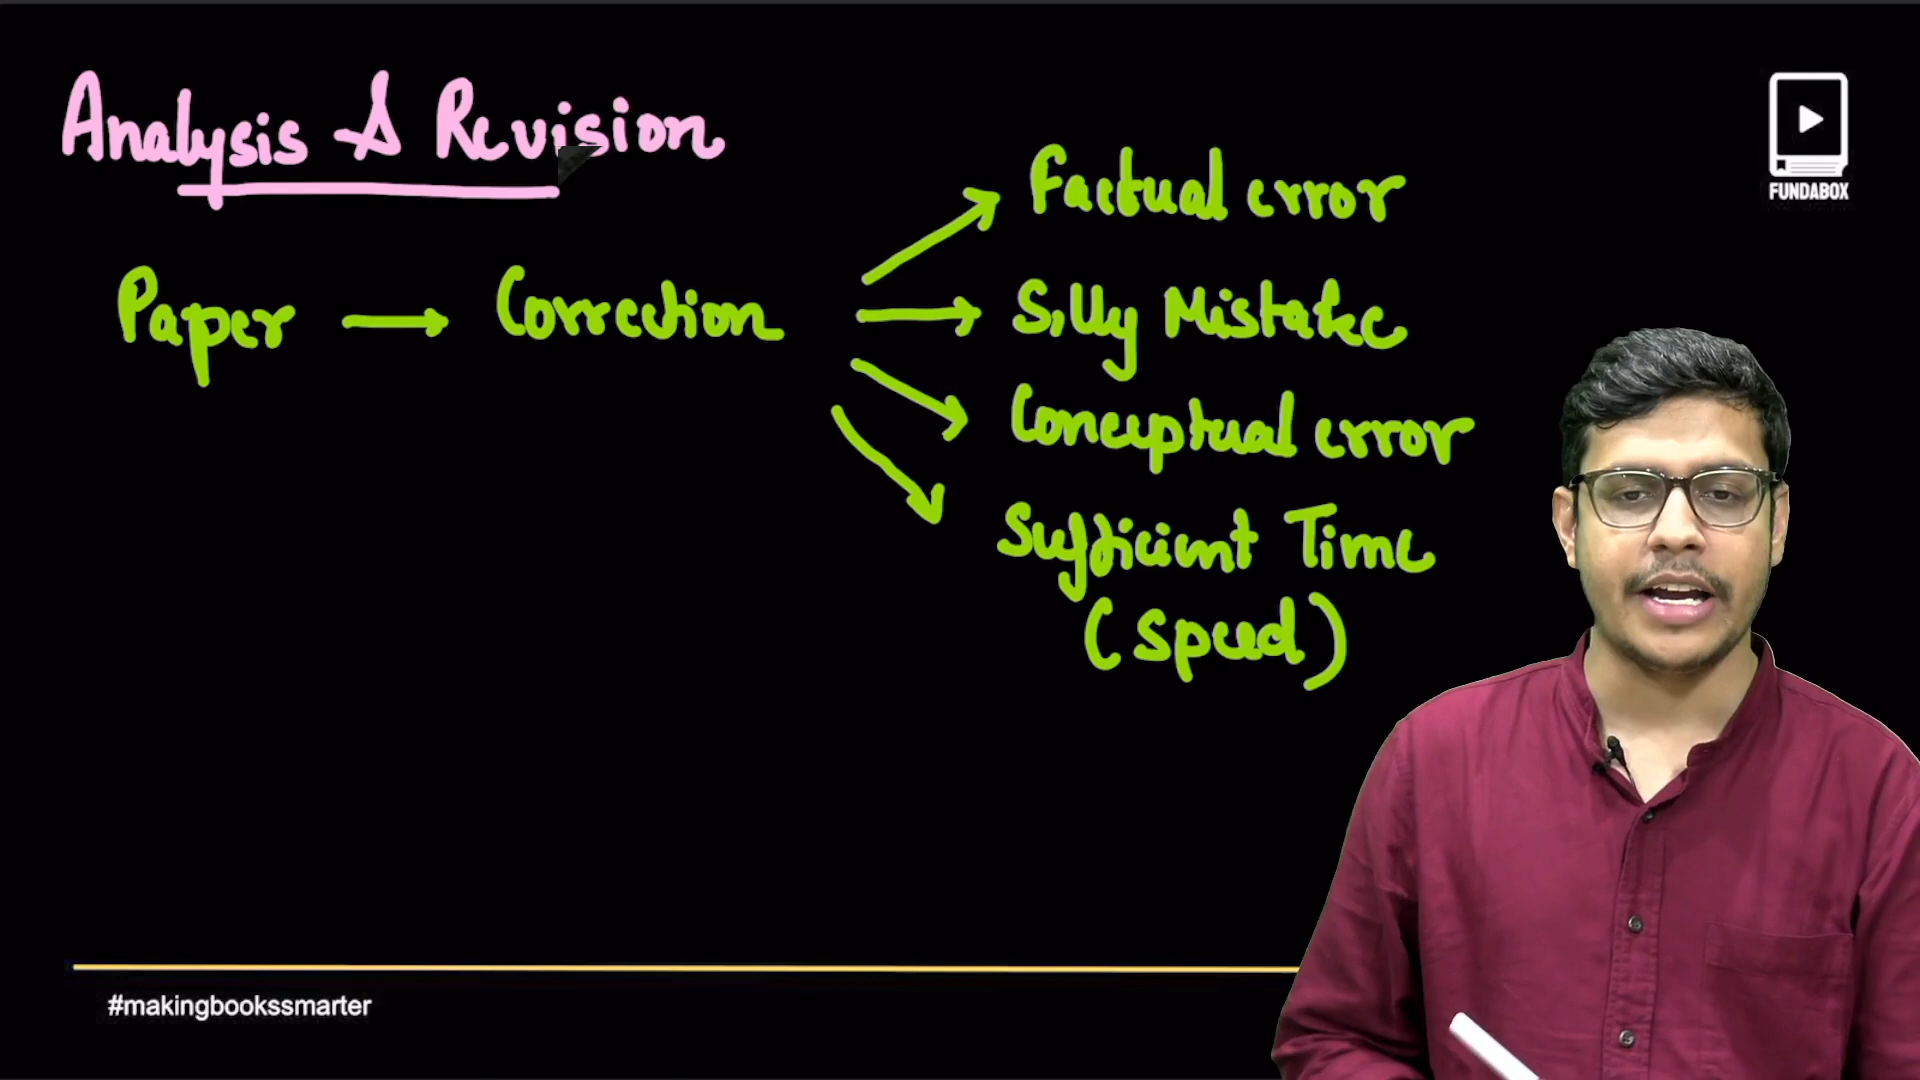 Analysis & Revision
FUNDABOX
Paper → Correction
→ Factual error
→ Silly Mistake
→ Conceptual error
→ Sufficient Time
(speed)
#makingbookssmarter